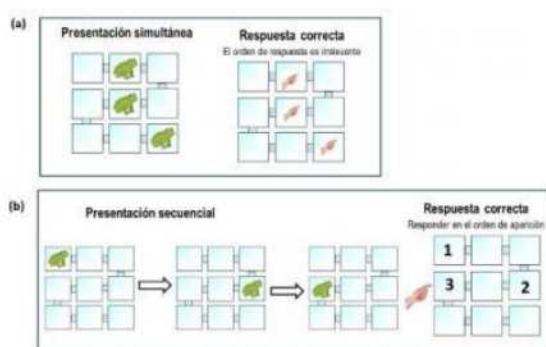 (a)
Presentación simultánea
Respuesta correcta
El orden de respuesta es irrelevante
(b)
Presentación secuencial
Respuesta correcta
Responder en el orden de aparición
1
3
2